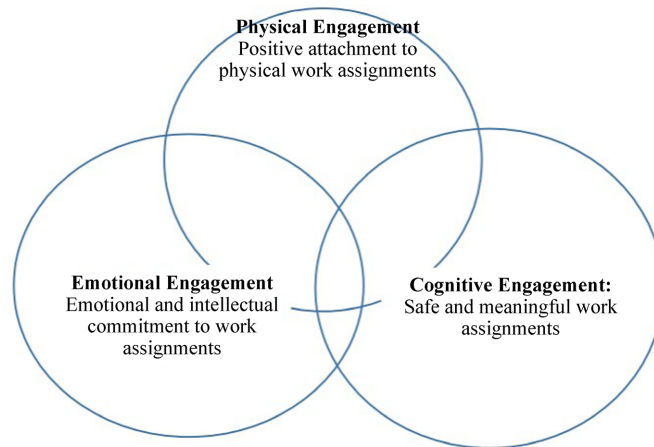 Physical Engagement
Positive attachment to
physical work assignments
Emotional Engagement
Emotional and intellectual
commitment to work
assignments
Cognitive Engagement:
Safe and meaningful work
assignments